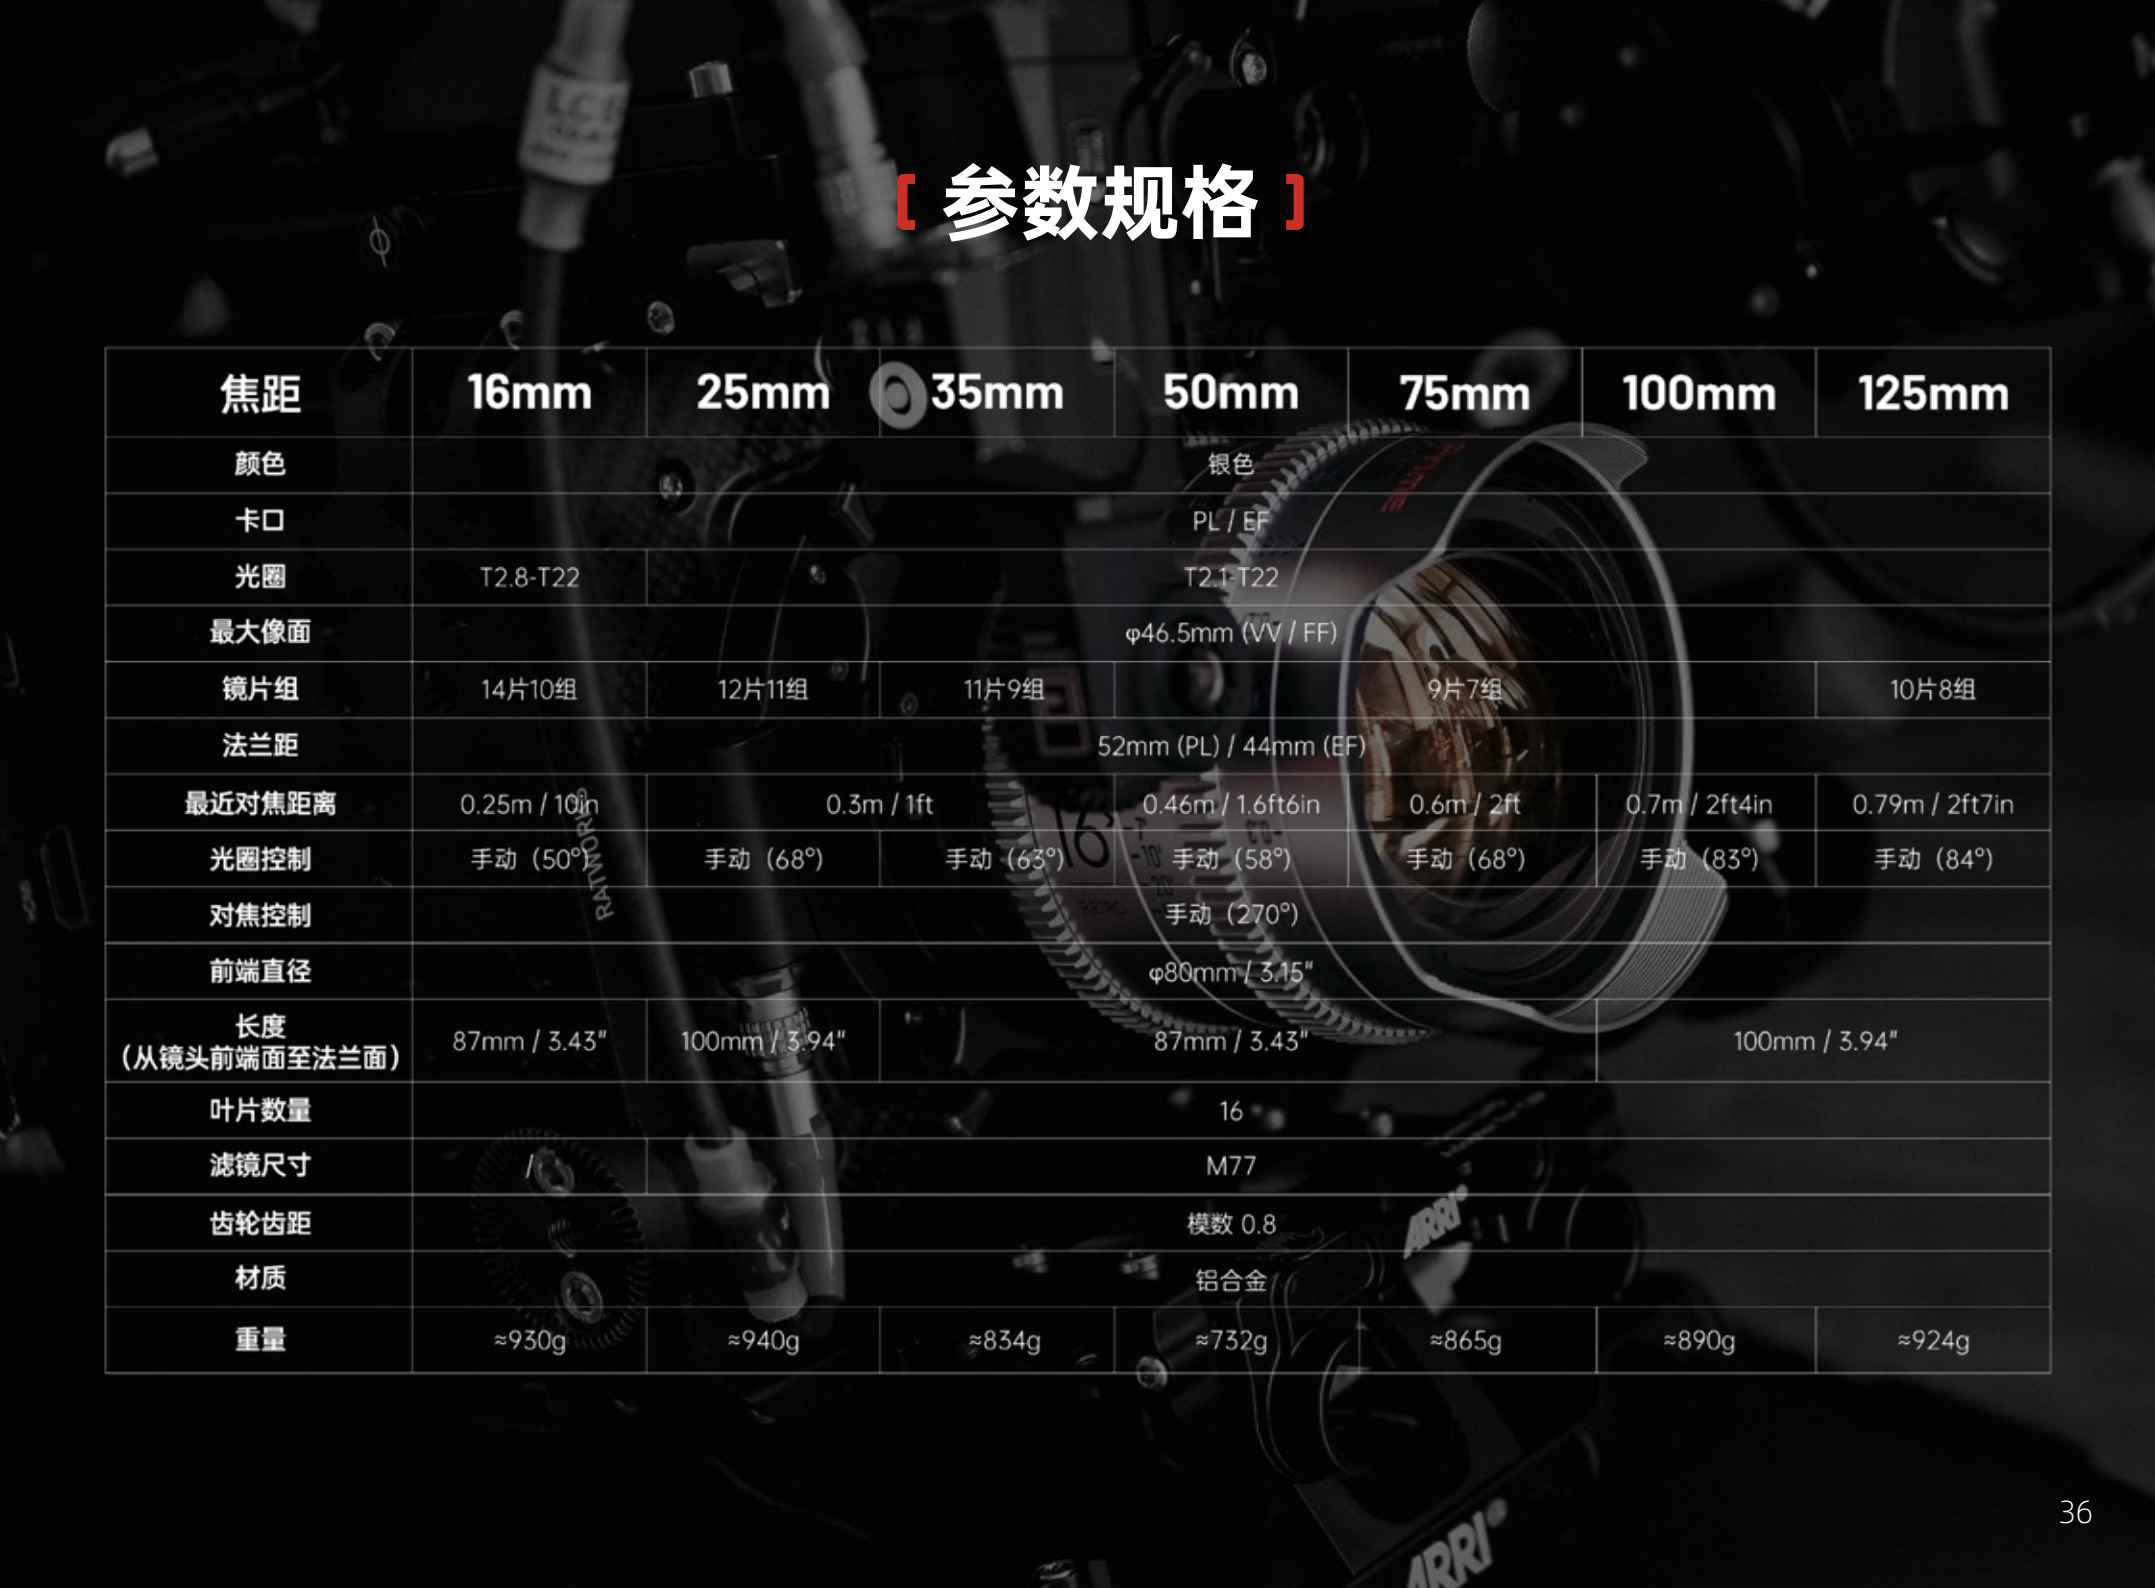 参数规格
焦距 16mm 25mm 35mm 50mm 75mm 100mm 125mm
颜色 银色
卡口 PL / EF
光圈 T2.8-T22 T2.1-T22
最大像面 φ46.5mm (VV / FF)
镜片组 14片10组 12片11组 11片9组 9片7组 10片8组
法兰距 52mm (PL) / 44mm (EF)
最近对焦距离 0.25m / 10in 0.3m / 1ft 0.46m / 1.6ft6in 0.6m / 2ft 0.7m / 2ft4in 0.79m / 2ft7in
光圈控制 手动（50°） 手动（68°） 手动（63°） 手动（58°） 手动（68°） 手动（83°） 手动（84°）
对焦控制 手动（270°）
前端直径 φ80mm / 3.15"
长度
（从镜头前端面至法兰面） 87mm / 3.43" 100mm / 3.94" 87mm / 3.43" 100mm / 3.94"
叶片数量 16
滤镜尺寸 / M77
齿轮齿距 模数 0.8
材质 铝合金
重量 ≈930g ≈940g ≈834g ≈732g ≈865g ≈890g ≈924g
ARRI
ARRI
36